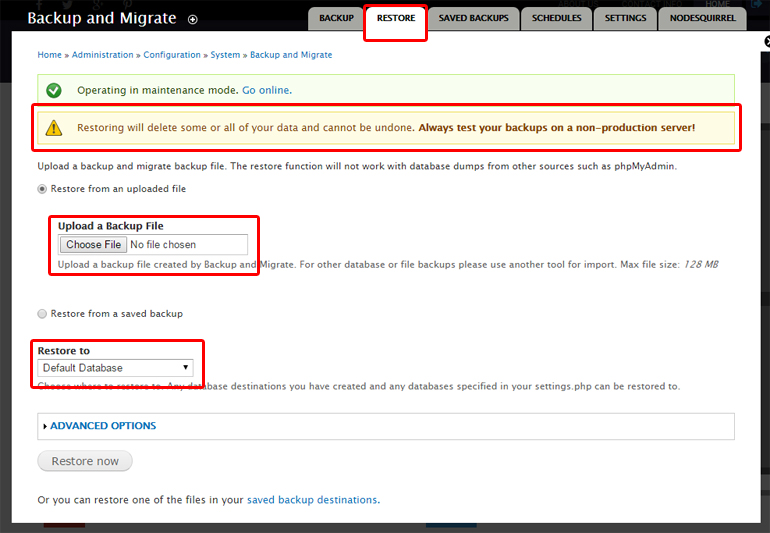 ABOUT US CONTACT INFO HOME
Backup and Migrate
BACKUP RESTORE SAVED BACKUPS SCHEDULES SETTINGS NODESQUIRREL
Home » Administration » Configuration » System » Backup and Migrate
Operating in maintenance mode. Go online.
Restoring will delete some or all of your data and cannot be undone. Always test your backups on a non-production server!
Upload a backup and migrate backup file. The restore function will not work with database dumps from other sources such as phpMyAdmin.
Restore from an uploaded file
Upload a Backup File
Choose File No file chosen
Upload a backup file created by Backup and Migrate. For other database or file backups please use another tool for import. Max file size: 128 MB
Restore from a saved backup
Restore to
Default Database
Choose where to restore to. Any database destinations you have created and any databases specified in your settings.php can be restored to.
ADVANCED OPTIONS
Restore now
Or you can restore one of the files in your saved backup destinations.